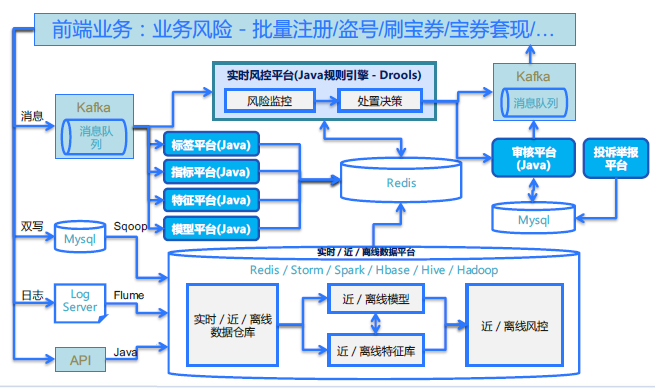 前端业务：业务风险 - 批量注册/盗号/刷宝券/宝券套现/...
实时风控平台(Java规则引擎 - Drools)
风险监控
处置决策
Kafka
消息队列
消息
Kafka
消息队
列
标签平台(Java)
指标平台(Java)
特征平台(Java)
模型平台(Java)
Redis
审核平台
(Java)
投诉举报
平台
Mysql
双写
Mysql
Sqoop
实时 / 近 / 离线数据平台
Redis / Storm / Spark / Hbase / Hive / Hadoop
日志
Log
Server
Flume
实时 / 近 / 离线
数据仓库
近 / 离线模型
近 / 离线特征库
近 / 离线风控
API
Java